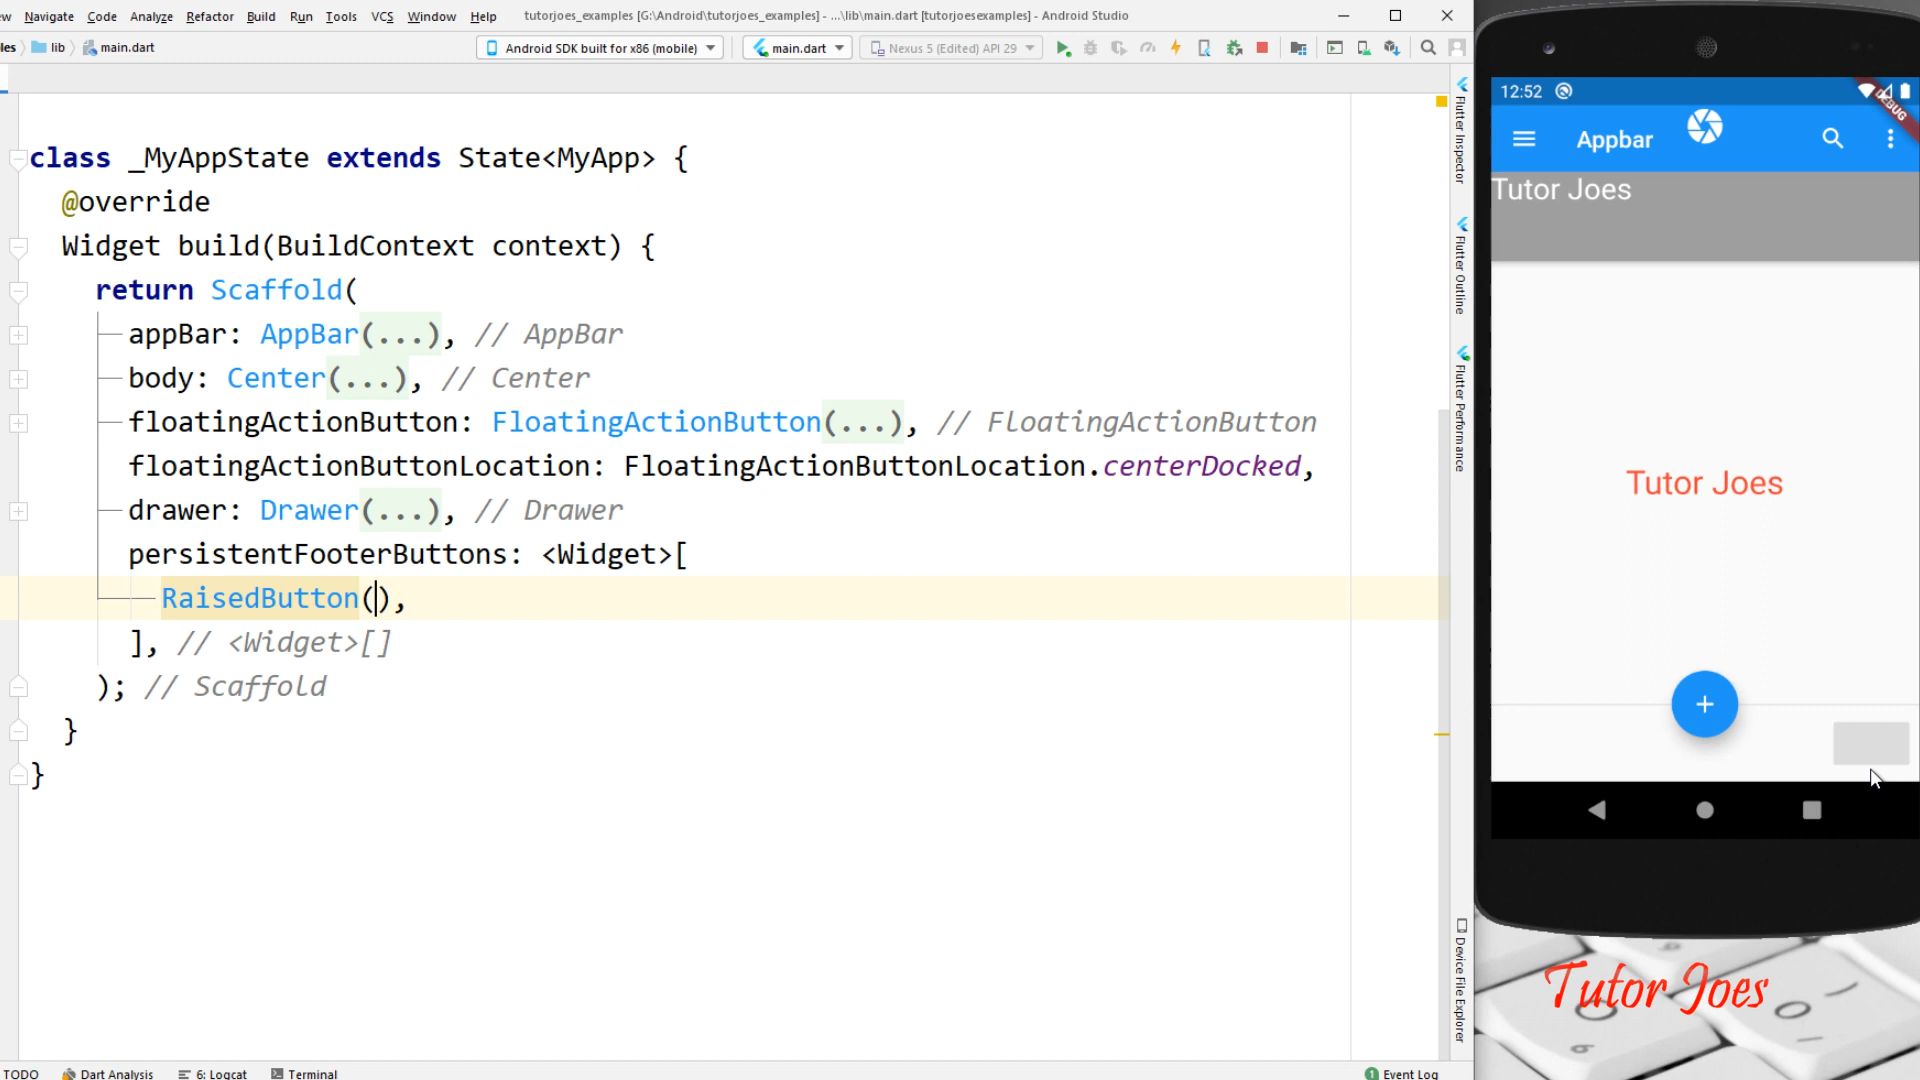 ew Navigate Code Analyze Refactor Build Run Tools VCS Window Help tutorjoes_examples [G:\Android\tutorjoes_examples] - ...\lib\main.dart [tutorjoesexamples] - Android Studio
les lib main.dart Android SDK built for x86 (mobile) main.dart Nexus 5 (Edited) API 29
class _MyAppState extends State<MyApp> {
@override
Widget build(BuildContext context) {
return Scaffold(
appBar: AppBar(...), // AppBar
body: Center(...), // Center
floatingActionButton: FloatingActionButton(...), // FloatingActionButton
floatingActionButtonLocation: FloatingActionButtonLocation.centerDocked,
drawer: Drawer(...), // Drawer
persistentFooterButtons: <Widget>[
RaisedButton(),
], // <Widget>[]
); // Scaffold
}
}
Flutter Inspector
Flutter Outline
Flutter Performance
Device File Explorer
12:52
DEBUG
Appbar
Tutor Joes
Tutor Joes
+
Tutor Joes
TODO Dart Analysis 6: Logcat Terminal 1 Event Log